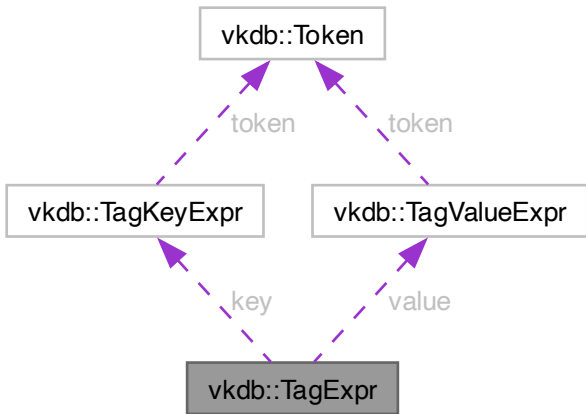 vkdb::Token
token
token
vkdb::TagKeyExpr
vkdb::TagValueExpr
key
value
vkdb::TagExpr